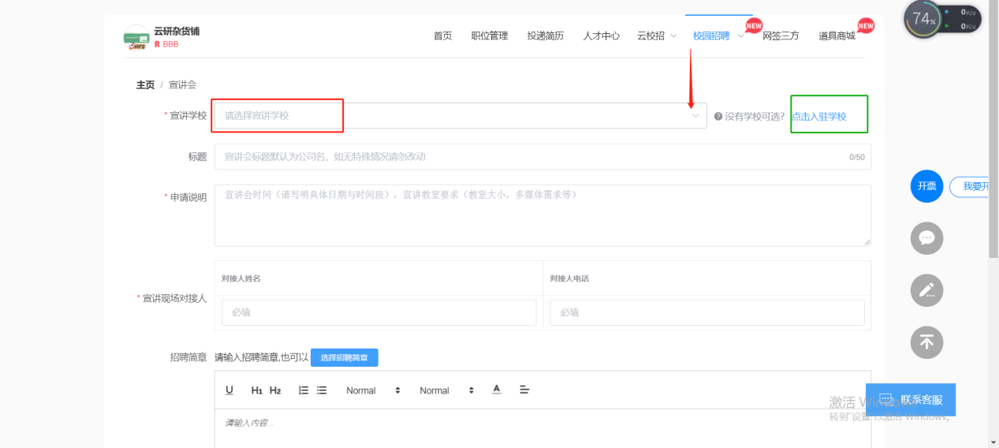 云研杂货铺
BBB
VIP3
首页 职位管理 投递简历 人才中心 云校招 校园招聘 NEW 网签三方 道具商城 NEW
74%
0K/s
0K/s
主页 / 宣讲会
* 宣讲学校 请选择宣讲学校 没有学校可选? 点击入驻学校
标题 宣讲会标题默认为公司名，如无特殊情况请勿改动 0/50
开票 我要开
* 申请说明 宣讲会时间（请写明具体日期与时间段），宣讲教室要求（教室大小，多媒体需求等）
对接人姓名 对接人电话
* 宣讲现场对接人
必填 必填
招聘简章 请输入招聘简章,也可以 选择招聘简章
U H1 H2 Normal Normal A
请输入内容...
联系客服
激活 Windows
转到"设置"以激活 Windows。